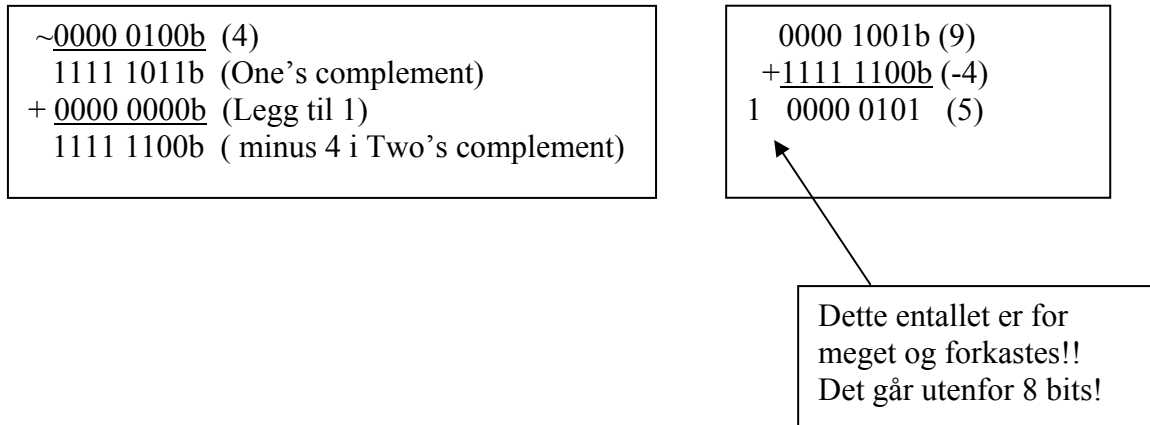 ~0000 0100b (4)
1111 1011b (One's complement)
+ 0000 0000b (Legg til 1)
1111 1100b ( minus 4 i Two's complement)
0000 1001b (9)
+1111 1100b (-4)
1 0000 0101 (5)
Dette entallet er for
meget og forkastes!!
Det går utenfor 8 bits!